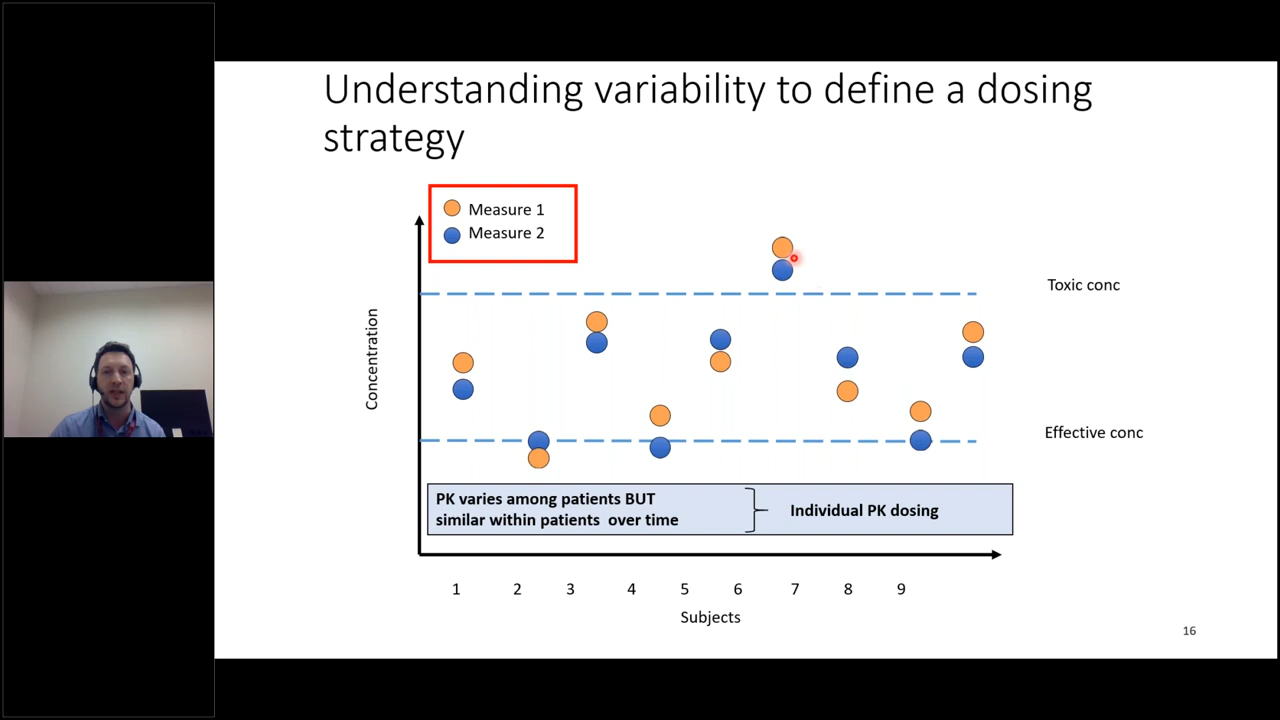 Understanding variability to define a dosing
strategy
Measure 1
Measure 2
Toxic conc
Concentration
Effective conc
PK varies among patients BUT
similar within patients over time
Individual PK dosing
1 2 3 4 5 6 7 8 9
Subjects
16